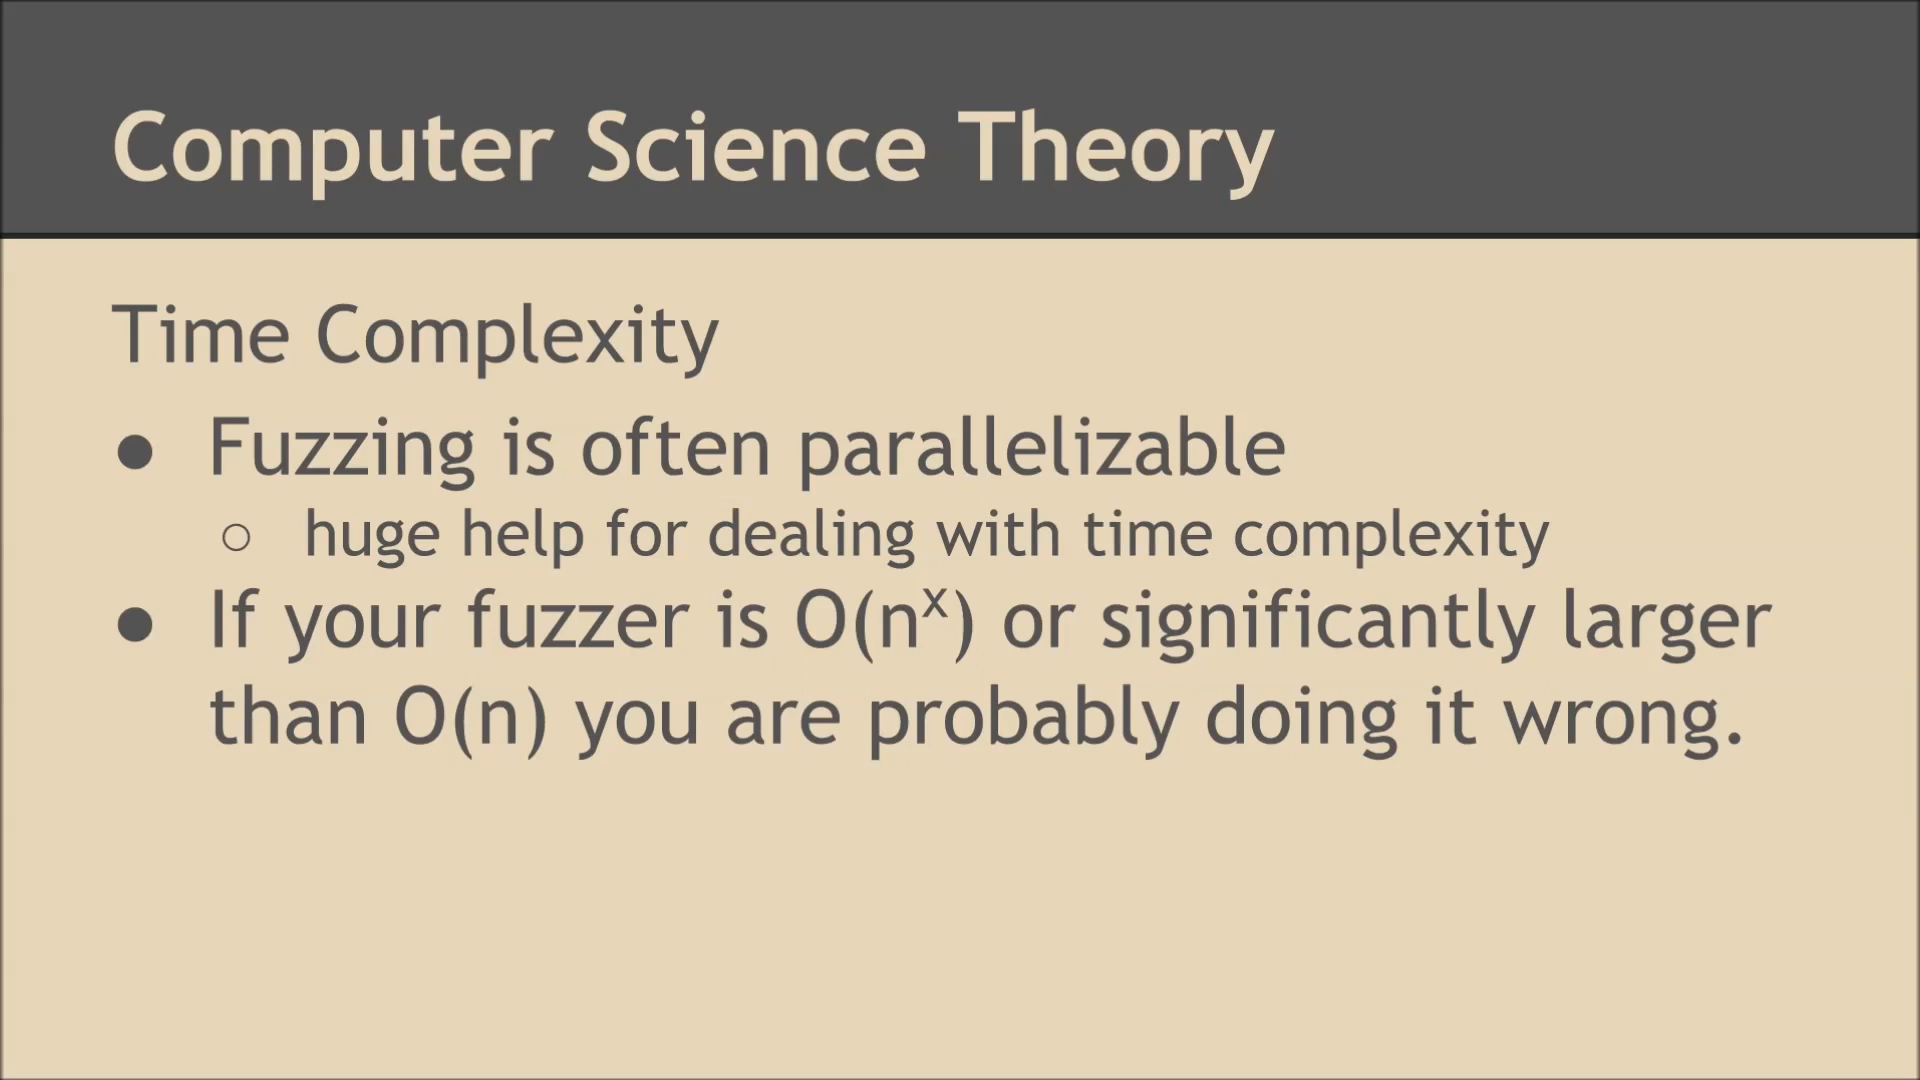 Computer Science Theory
Time Complexity
● Fuzzing is often parallelizable
○ huge help for dealing with time complexity
● If your fuzzer is O(nˣ) or significantly larger
than O(n) you are probably doing it wrong.